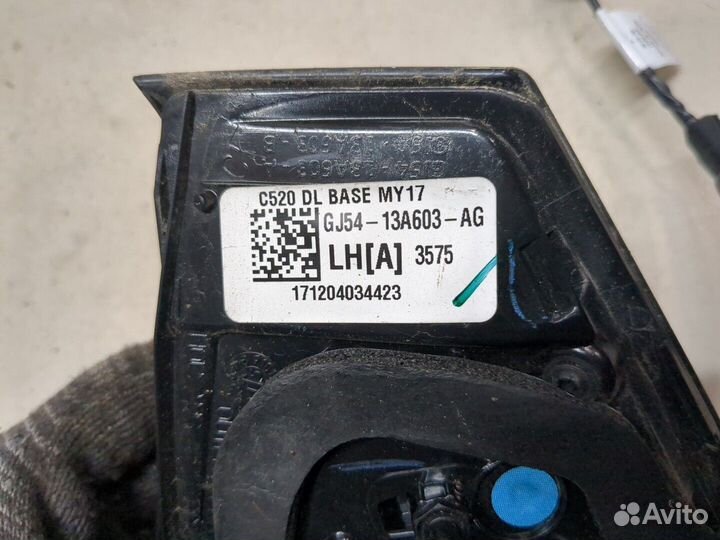 C520 DL BASE MY17
GJ54-13A603-AG
LH[A] 3575
171204034423
Avito